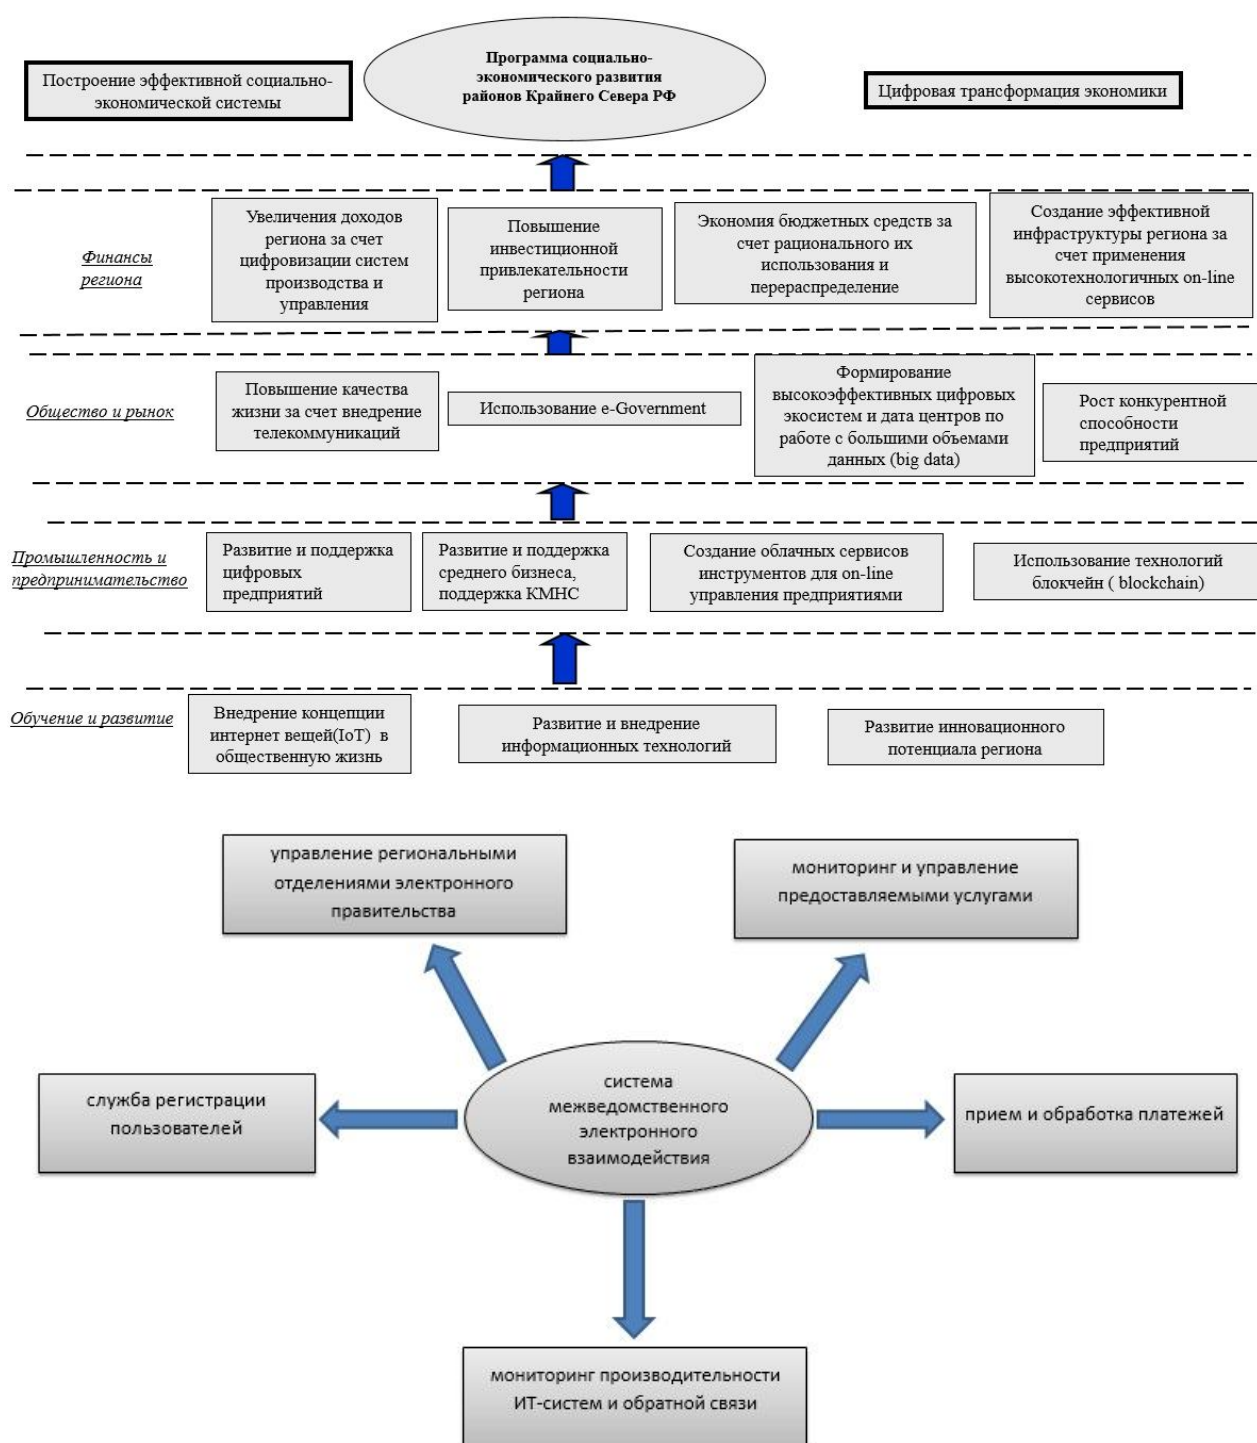 Программа социально-
экономического развития
районов Крайнего Севера РФ
Построение эффективной социально-
экономической системы
Цифровая трансформация экономики
Финансы
региона
Увеличения доходов
региона за счет
цифровизации систем
производства и
управления
Повышение
инвестиционной
привлекательности
региона
Экономия бюджетных средств за
счет рационального их
использования и
перераспределение
Создание эффективной
инфраструктуры региона за
счет применения
высокотехнологичных on-line
сервисов
Общество и рынок
Повышение качества
жизни за счет внедрение
телекоммуникаций
Использование e-Government
Формирование
высокоэффективных цифровых
экосистем и дата центров по
работе с большими объемами
данных (big data)
Рост конкурентной
способности
предприятий
Промышленность и
предпринимательство
Развитие и поддержка
цифровых
предприятий
Развитие и поддержка
среднего бизнеса,
поддержка КМНС
Создание облачных сервисов
инструментов для on-line
управления предприятиями
Использование технологий
блокчейн ( blockchain)
Обучение и развитие
Внедрение концепции
интернет вещей(IoT) в
общественную жизнь
Развитие и внедрение
информационных технологий
Развитие инновационного
потенциала региона
управление региональными
отделениями электронного
правительства
мониторинг и управление
предоставляемыми услугами
служба регистрации
пользователей
система
межведомственного
электронного
взаимодействия
прием и обработка платежей
мониторинг производительности
ИТ-систем и обратной связи